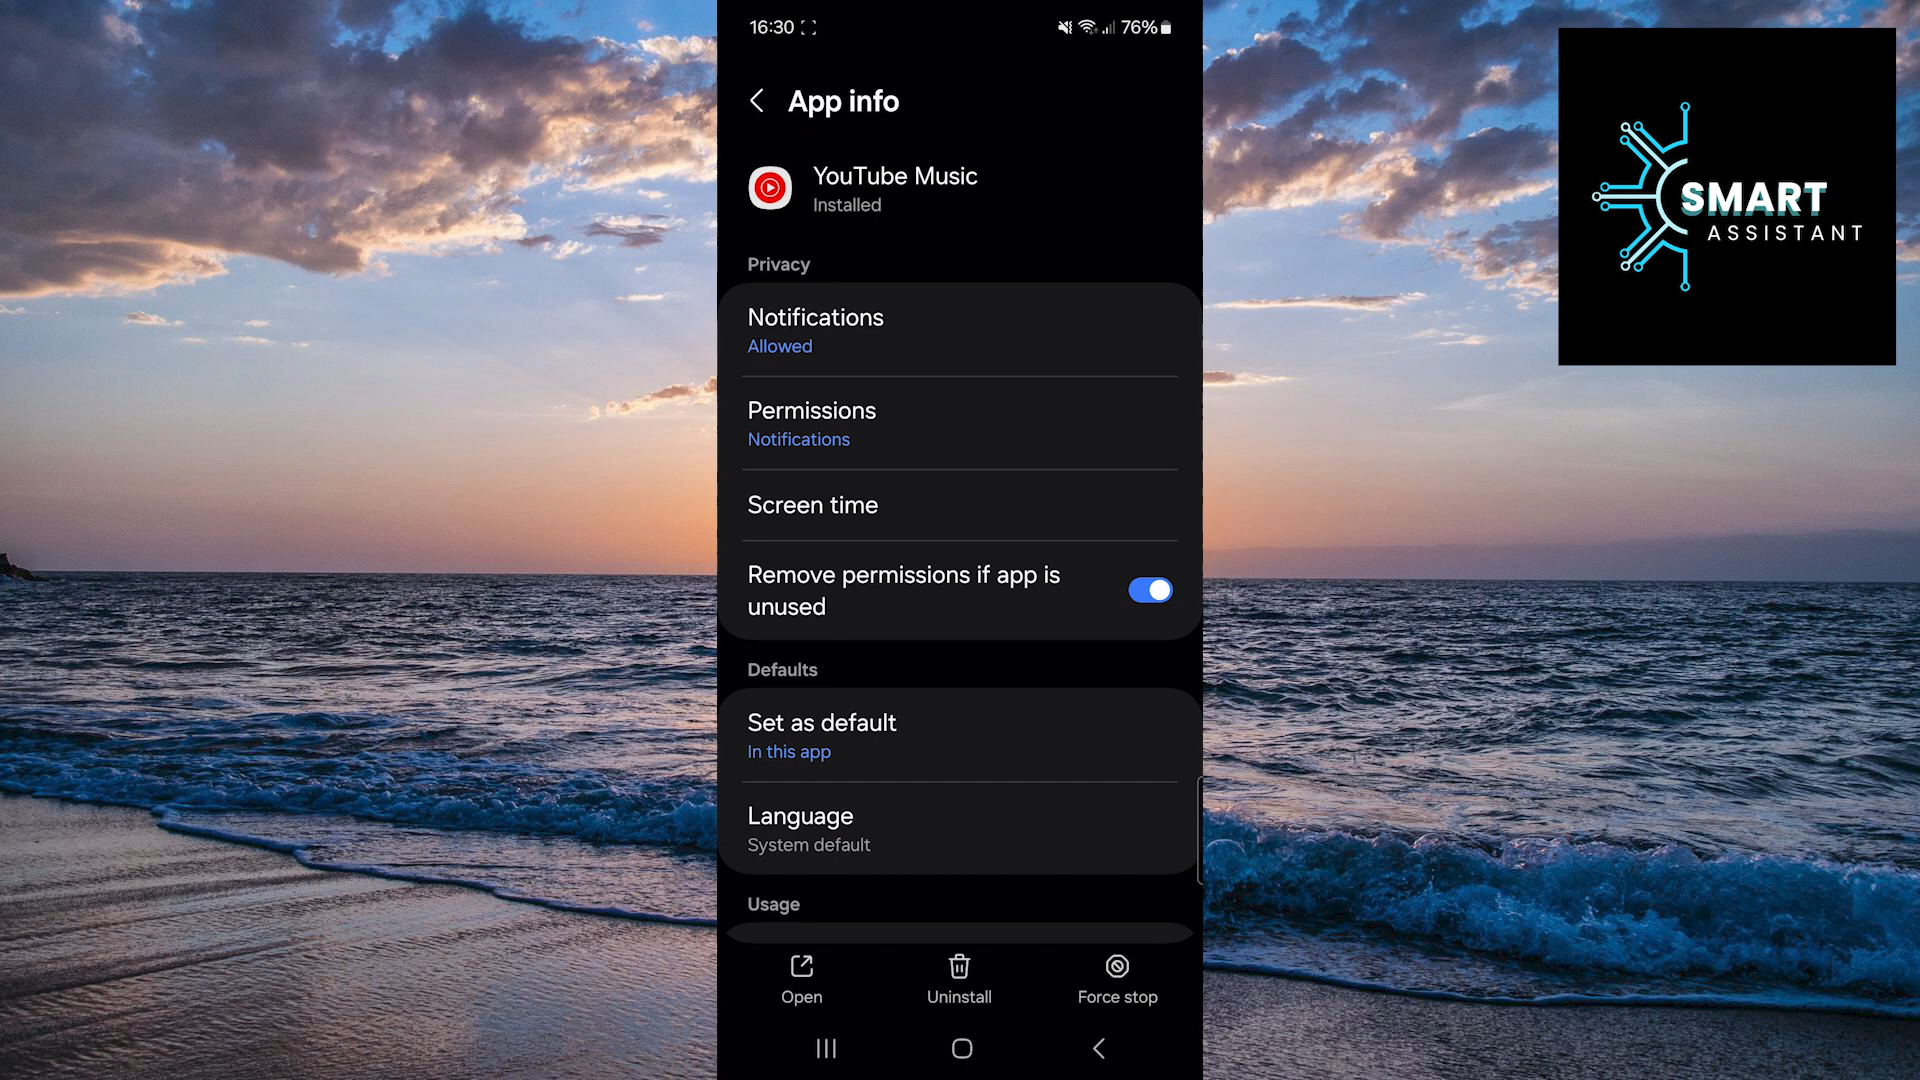 16:30
76%
App info
YouTube Music
Installed
Privacy
Notifications
Allowed
Permissions
Notifications
Screen time
Remove permissions if app is
unused
Defaults
Set as default
In this app
Language
System default
Usage
Open
Uninstall
Force stop
SMART
ASSISTANT